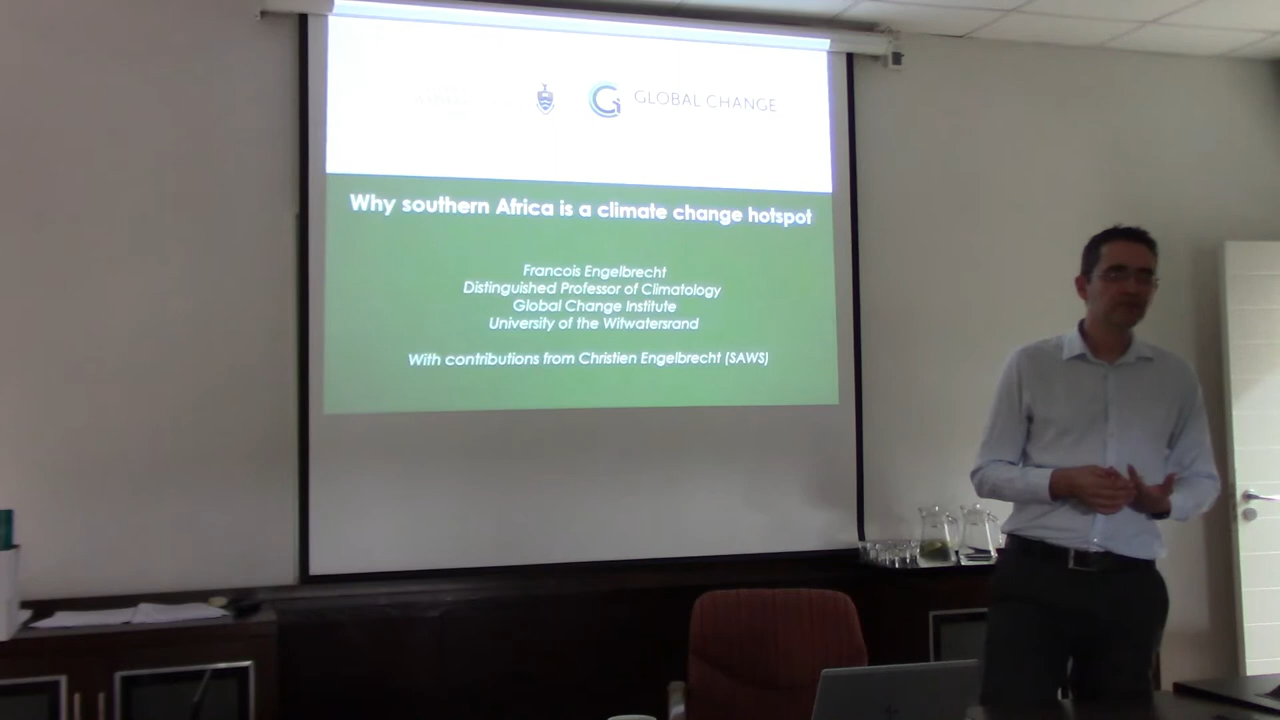 GLOBAL CHANGE
Why southern Africa is a climate change hotspot
Francois Engelbrecht
Distinguished Professor of Climatology
Global Change Institute
University of the Witwatersrand
With contributions from Christien Engelbrecht (SAWS)